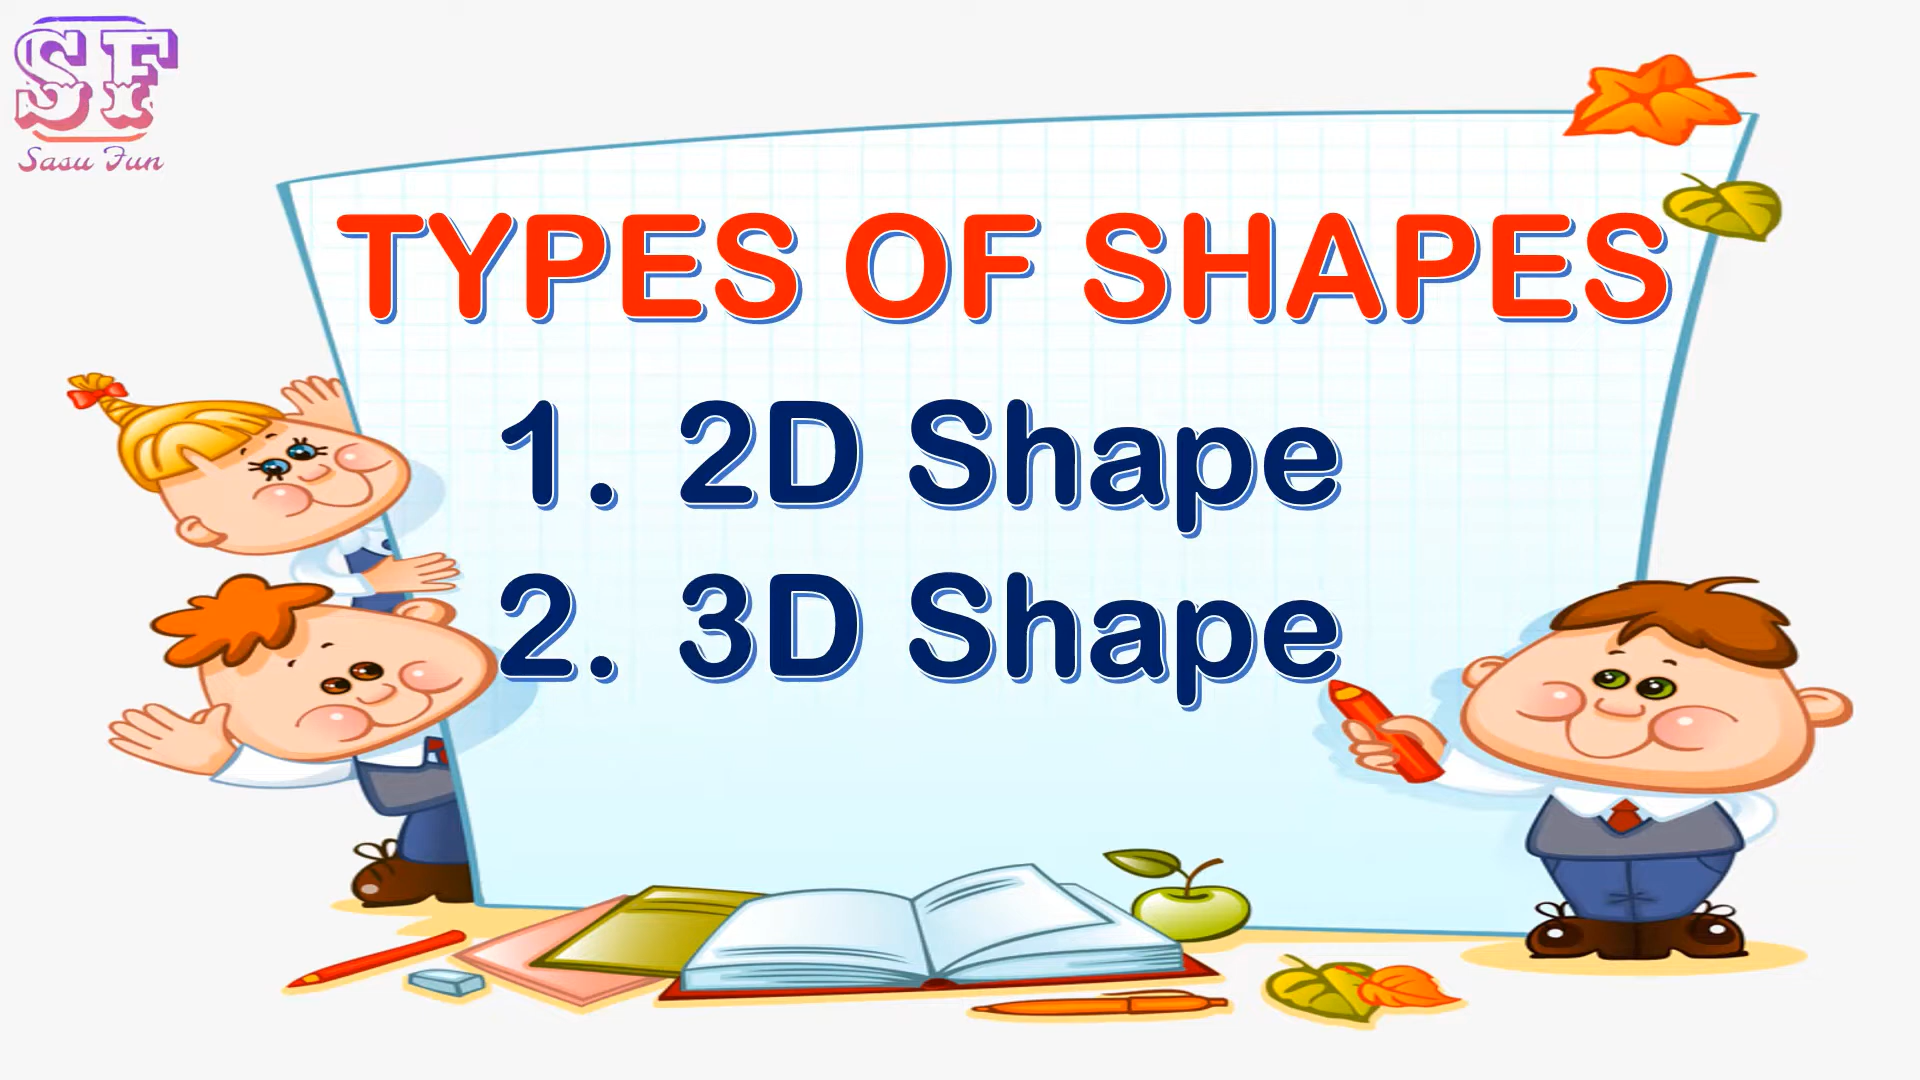 SF
Sasu Fun
TYPES OF SHAPES
1. 2D Shape
2. 3D Shape